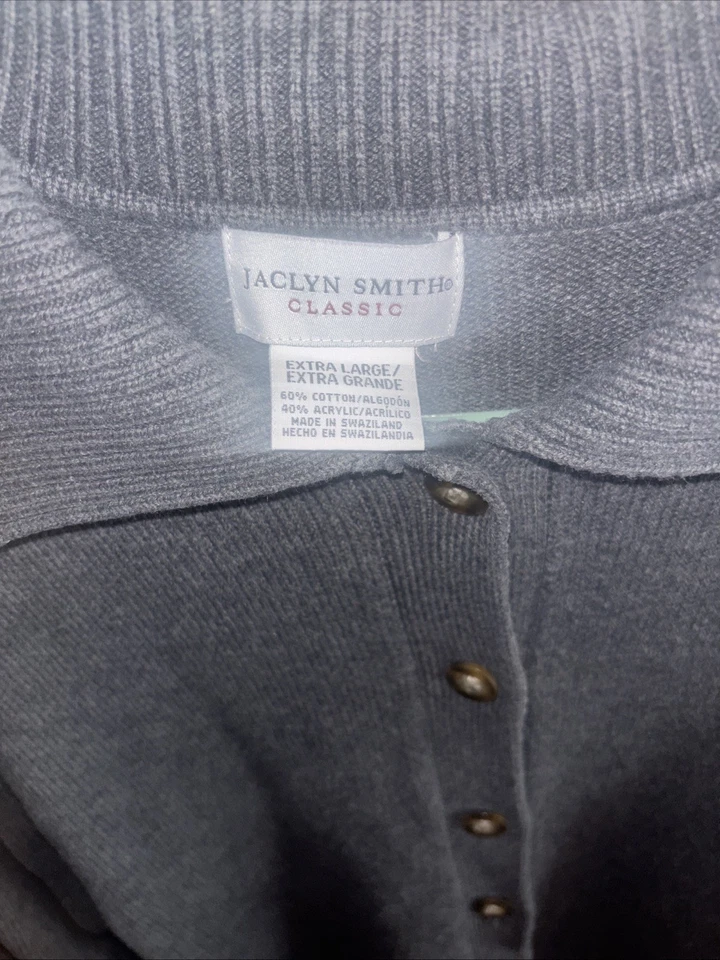 JACLYN SMITH®
CLASSIC
EXTRA LARGE/
EXTRA GRANDE
60% COTTON/ALGODÓN
40% ACRYLIC/ACRÍLICO
MADE IN SWAZILAND
HECHO EN SWAZILANDIA